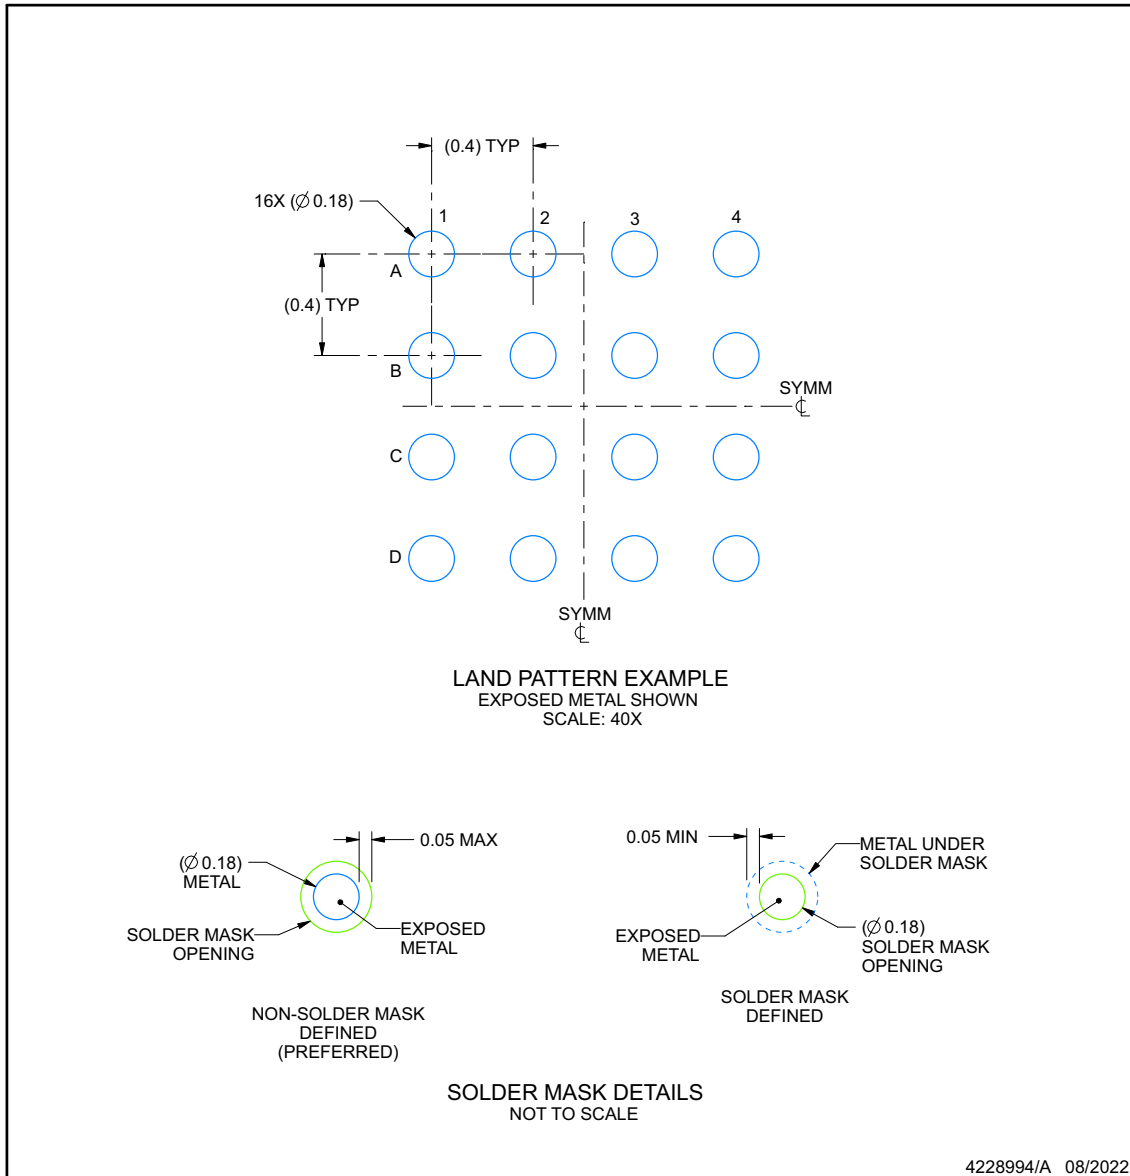 (0.4) TYP
16X (∅ 0.18)
1
2
3
4
A
(0.4) TYP
B
SYMM
℄
C
D
SYMM
℄
LAND PATTERN EXAMPLE
EXPOSED METAL SHOWN
SCALE: 40X
0.05 MAX
(∅ 0.18)
METAL
SOLDER MASK
OPENING
EXPOSED
METAL
NON-SOLDER MASK
DEFINED
(PREFERRED)
0.05 MIN
METAL UNDER
SOLDER MASK
EXPOSED
METAL
(∅ 0.18)
SOLDER MASK
OPENING
SOLDER MASK
DEFINED
SOLDER MASK DETAILS
NOT TO SCALE
4228994/A 08/2022